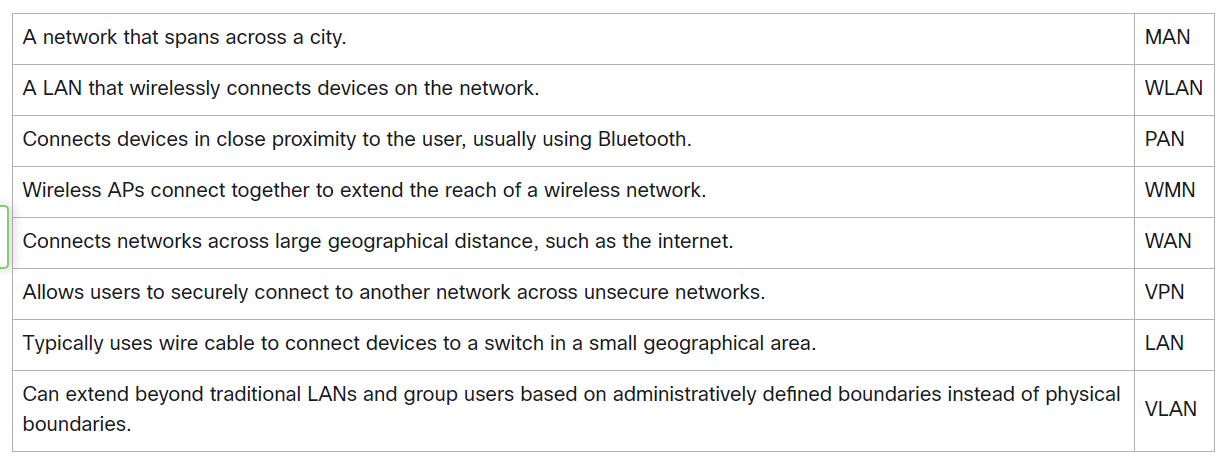 A network that spans across a city. MAN
A LAN that wirelessly connects devices on the network. WLAN
Connects devices in close proximity to the user, usually using Bluetooth. PAN
Wireless APs connect together to extend the reach of a wireless network. WMN
Connects networks across large geographical distance, such as the internet. WAN
Allows users to securely connect to another network across unsecure networks. VPN
Typically uses wire cable to connect devices to a switch in a small geographical area. LAN
Can extend beyond traditional LANs and group users based on administratively defined boundaries instead of physical
boundaries.
VLAN